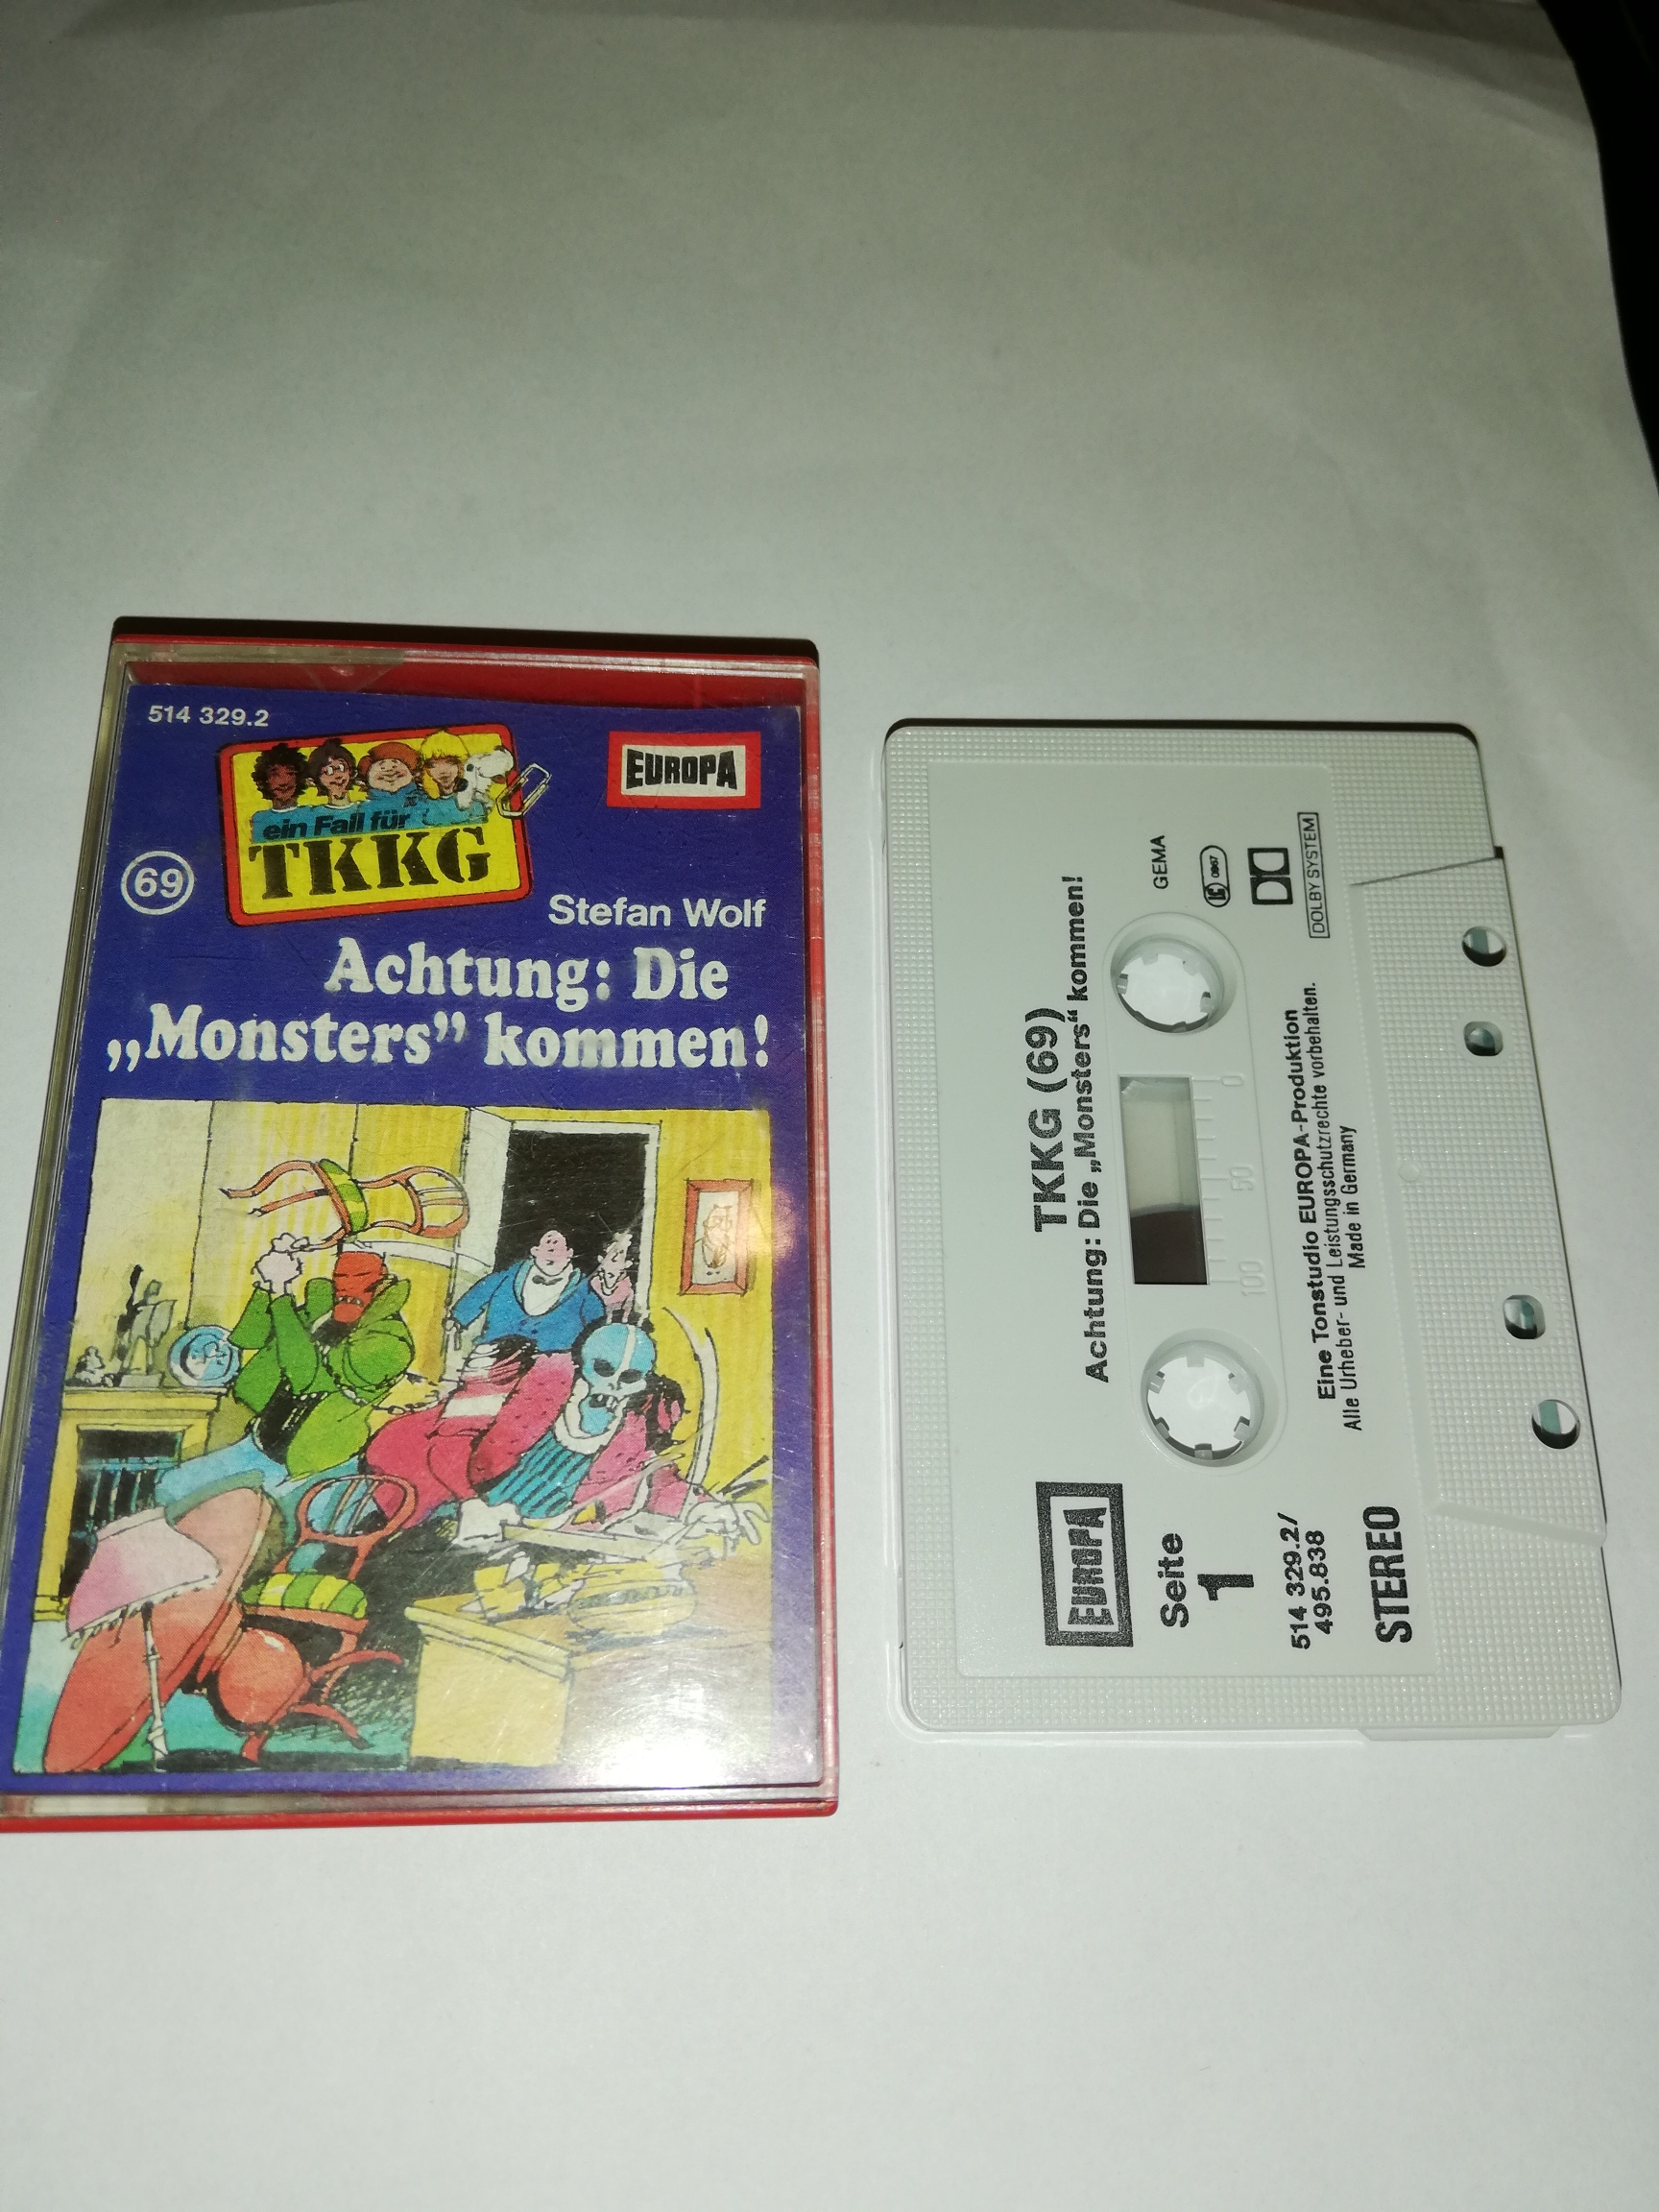 514 329.2
EUROPA
ein Fall für
TKKG
69
Stefan Wolf
Achtung: Die
„Monsters” kommen!
TKKG (69)
Achtung: Die „Monsters“ kommen!
GEMA
LC 0867
DOLBY SYSTEM
0 50 100
EUROPA
Seite
1
Eine Tonstudio EUROPA-Produktion
Alle Urheber- und Leistungsschutzrechte vorbehalten.
Made in Germany
514 329.2/
495.838
STEREO